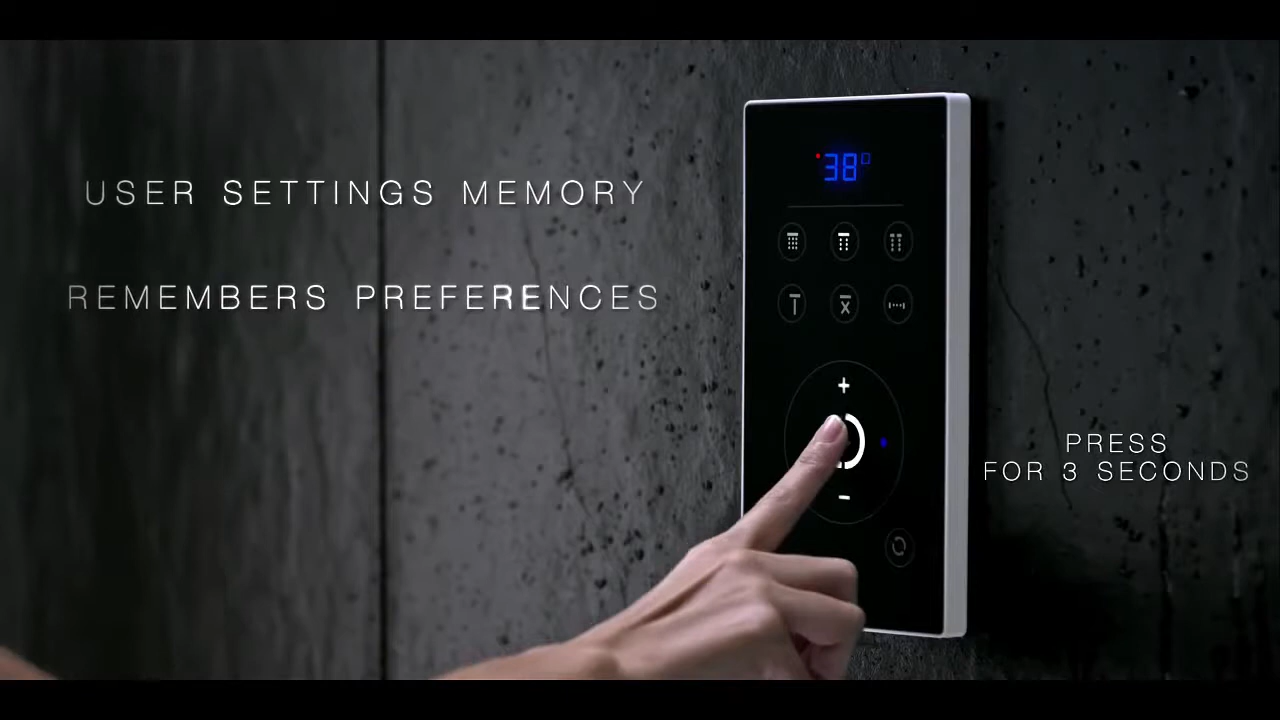 USER SETTINGS MEMORY
REMEMBERS PREFERENCES
38°
+
-
PRESS
FOR 3 SECONDS